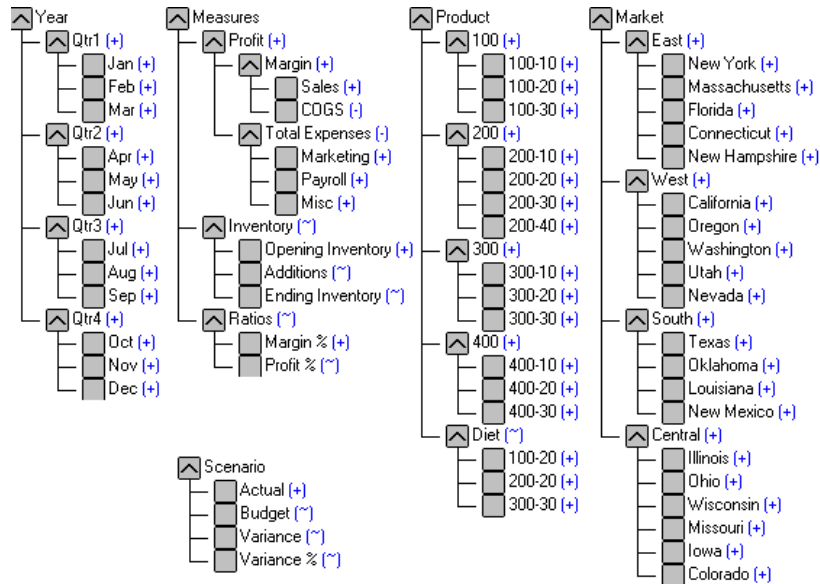 Year
Qtr1 (+)
Jan (+)
Feb (+)
Mar (+)
Qtr2 (+)
Apr (+)
May (+)
Jun (+)
Qtr3 (+)
Jul (+)
Aug (+)
Sep (+)
Qtr4 (+)
Oct (+)
Nov (+)
Dec (+)
Measures
Profit (+)
Margin (+)
Sales (+)
COGS (-)
Total Expenses (-)
Marketing (+)
Payroll (+)
Misc (+)
Inventory (~)
Opening Inventory (+)
Additions (~)
Ending Inventory (~)
Ratios (~)
Margin % (+)
Profit % (~)
Product
100 (+)
100-10 (+)
100-20 (+)
100-30 (+)
200 (+)
200-10 (+)
200-20 (+)
200-30 (+)
200-40 (+)
300 (+)
300-10 (+)
300-20 (+)
300-30 (+)
400 (+)
400-10 (+)
400-20 (+)
400-30 (+)
Diet (~)
100-20 (+)
200-20 (+)
300-30 (+)
Market
East (+)
New York (+)
Massachusetts (+)
Florida (+)
Connecticut (+)
New Hampshire (+)
West (+)
California (+)
Oregon (+)
Washington (+)
Utah (+)
Nevada (+)
South (+)
Texas (+)
Oklahoma (+)
Louisiana (+)
New Mexico (+)
Central (+)
Illinois (+)
Ohio (+)
Wisconsin (+)
Missouri (+)
Iowa (+)
Colorado (+)
Scenario
Actual (+)
Budget (~)
Variance (~)
Variance % (~)